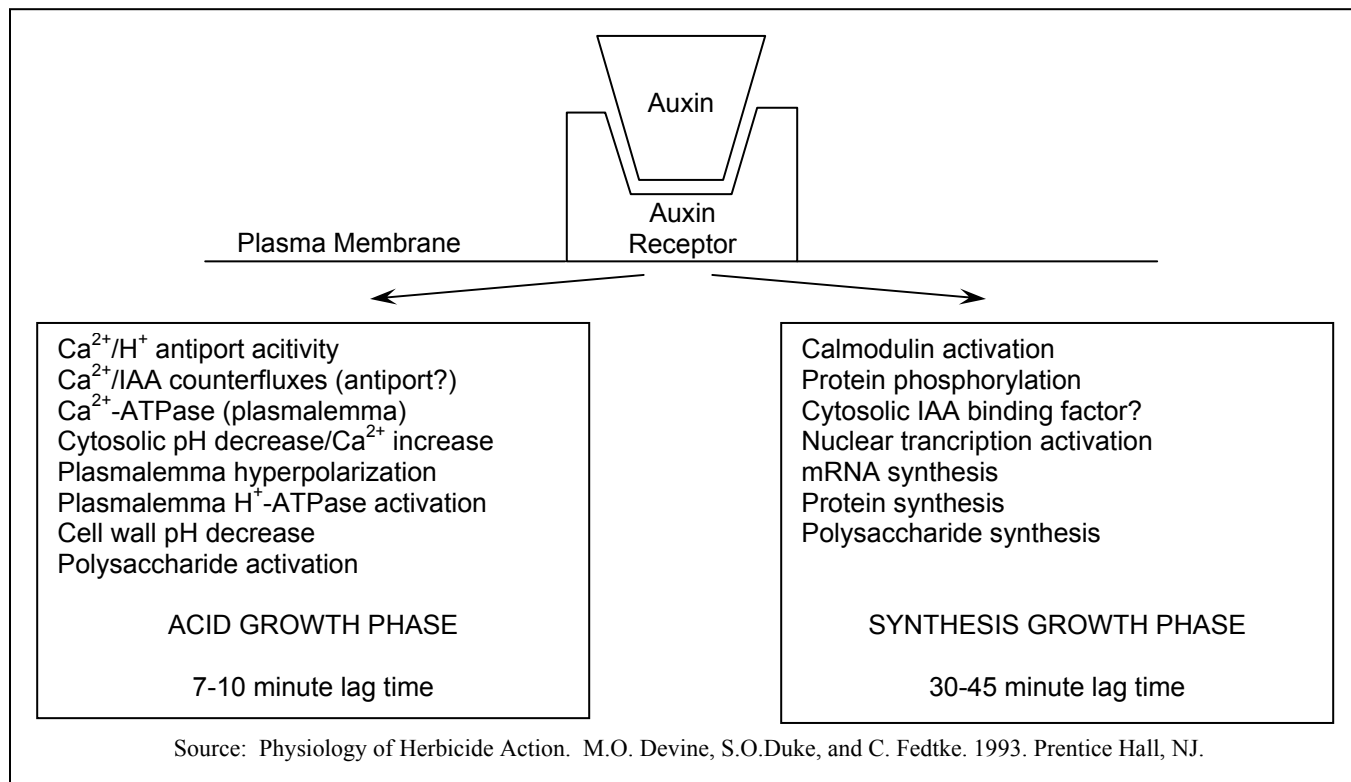 Auxin
Auxin
Receptor
Plasma Membrane
Ca²⁺/H⁺ antiport acitivity
Ca²⁺/IAA counterfluxes (antiport?)
Ca²⁺-ATPase (plasmalemma)
Cytosolic pH decrease/Ca²⁺ increase
Plasmalemma hyperpolarization
Plasmalemma H⁺-ATPase activation
Cell wall pH decrease
Polysaccharide activation
ACID GROWTH PHASE
7-10 minute lag time
Calmodulin activation
Protein phosphorylation
Cytosolic IAA binding factor?
Nuclear trancription activation
mRNA synthesis
Protein synthesis
Polysaccharide synthesis
SYNTHESIS GROWTH PHASE
30-45 minute lag time
Source: Physiology of Herbicide Action. M.O. Devine, S.O.Duke, and C. Fedtke. 1993. Prentice Hall, NJ.